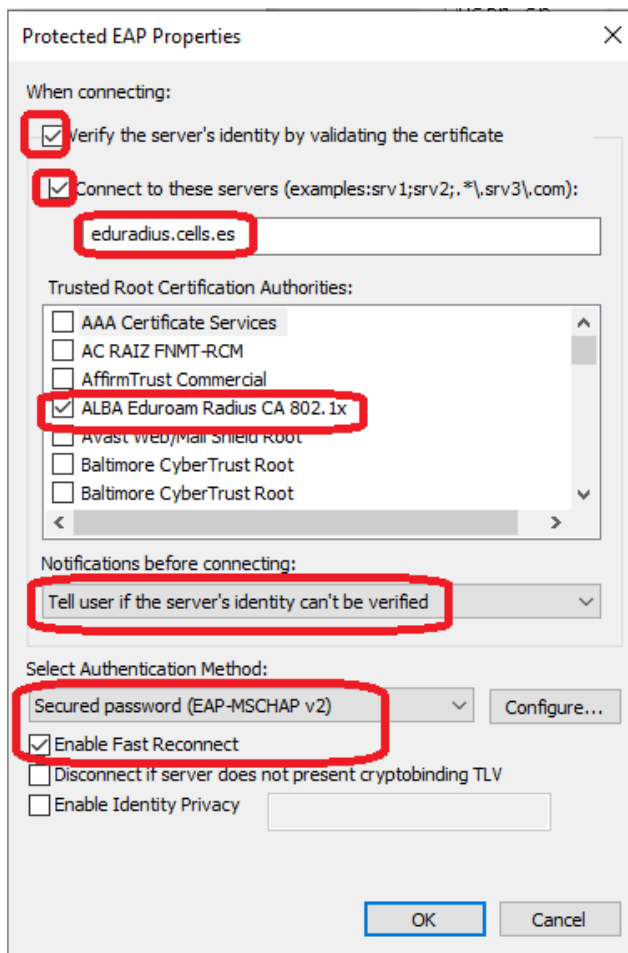 Protected EAP Properties
When connecting:
Verify the server's identity by validating the certificate
Connect to these servers (examples:srv1;srv2;.*\.srv3\.com):
eduradius.cells.es
Trusted Root Certification Authorities:
AAA Certificate Services
AC RAIZ FNMT-RCM
AffirmTrust Commercial
ALBA Eduroam Radius CA 802.1x
Avast Web/Mail Shield Root
Baltimore CyberTrust Root
Baltimore CyberTrust Root
Notifications before connecting:
Tell user if the server's identity can't be verified
Select Authentication Method:
Secured password (EAP-MSCHAP v2)
Configure...
Enable Fast Reconnect
Disconnect if server does not present cryptobinding TLV
Enable Identity Privacy
OK
Cancel